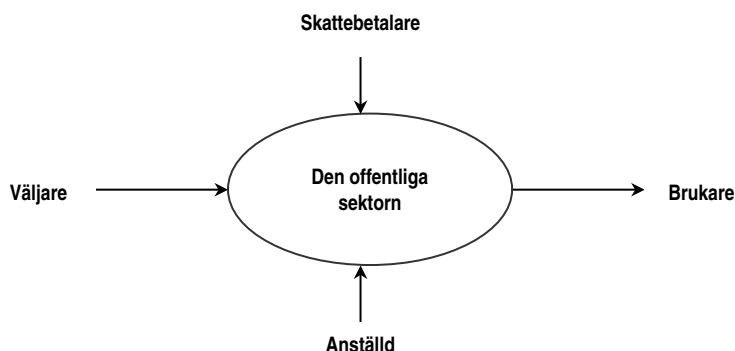 Skattebetalare
Väljare
Den offentliga
sektorn
Brukare
Anställd